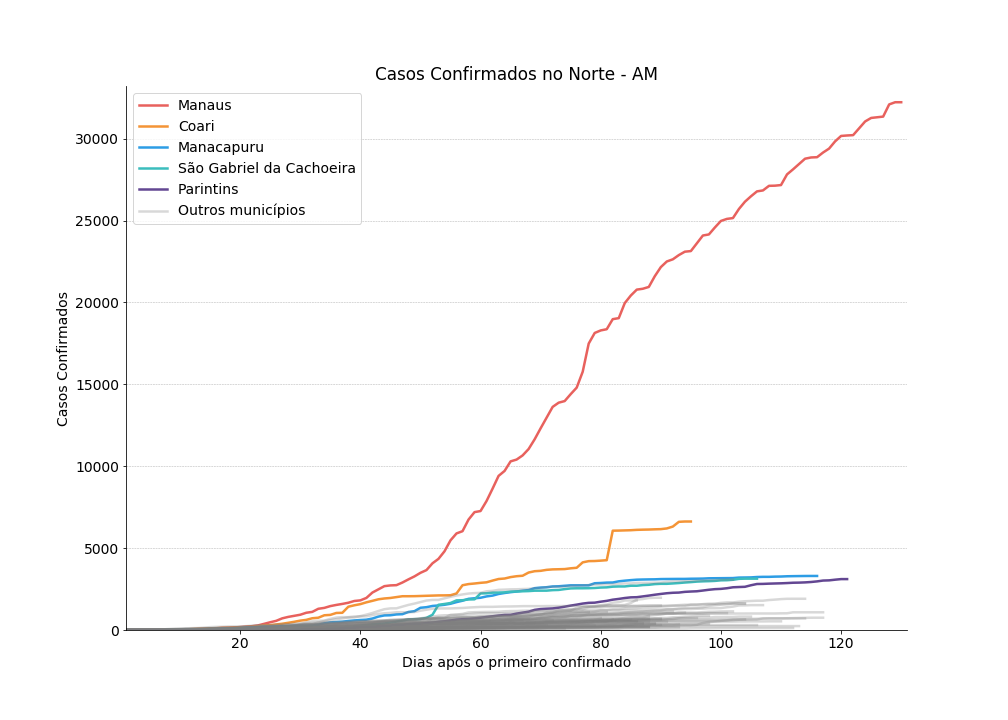 Casos Confirmados no Norte - AM
Manaus
Coari
Manacapuru
São Gabriel da Cachoeira
Parintins
Outros municípios
30000
25000
20000
15000
10000
5000
0
Casos Confirmados
20 40 60 80 100 120
Dias após o primeiro confirmado